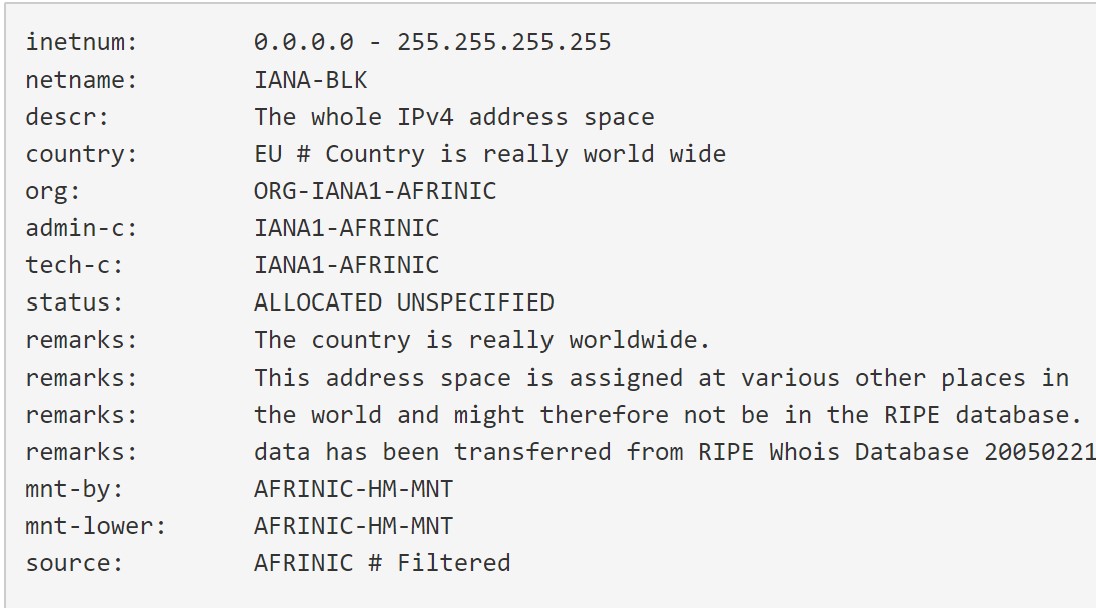 inetnum: 0.0.0.0 - 255.255.255.255
netname: IANA-BLK
descr: The whole IPv4 address space
country: EU # Country is really world wide
org: ORG-IANA1-AFRINIC
admin-c: IANA1-AFRINIC
tech-c: IANA1-AFRINIC
status: ALLOCATED UNSPECIFIED
remarks: The country is really worldwide.
remarks: This address space is assigned at various other places in
remarks: the world and might therefore not be in the RIPE database.
remarks: data has been transferred from RIPE Whois Database 20050221
mnt-by: AFRINIC-HM-MNT
mnt-lower: AFRINIC-HM-MNT
source: AFRINIC # Filtered